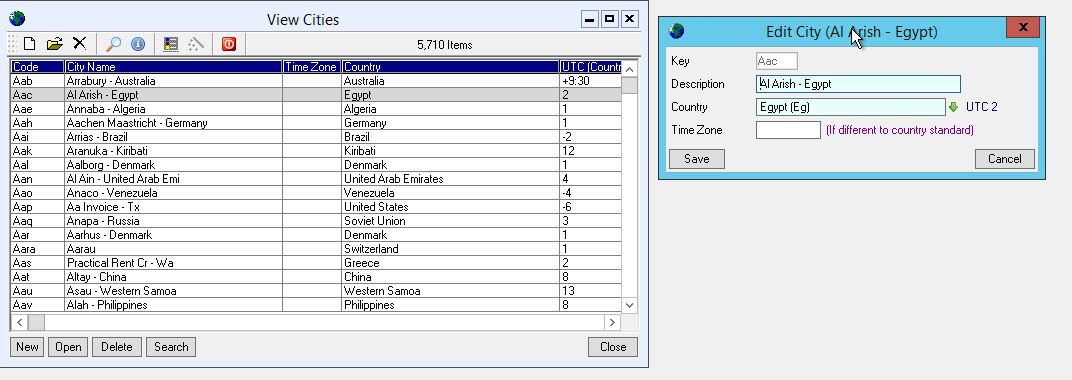 View Cities
5,710 Items
Code City Name Time Zone Country UTC (Countr
Aab Arrabury - Australia Australia +9:30
Aac Al Arish - Egypt Egypt 2
Aae Annaba - Algeria Algeria 1
Aah Aachen Maastricht - Germany Germany 1
Aai Arrias - Brazil Brazil -2
Aak Aranuka - Kiribati Kiribati 12
Aal Aalborg - Denmark Denmark 1
Aan Al Ain - United Arab Emi United Arab Emirates 4
Aao Anaco - Venezuela Venezuela -4
Aap Aa Invoice - Tx United States -6
Aaq Anapa - Russia Soviet Union 3
Aar Aarhus - Denmark Denmark 1
Aara Aarau Switzerland 1
Aas Practical Rent Cr - Wa Greece 2
Aat Altay - China China 8
Aau Asau - Western Samoa Western Samoa 13
Aav Alah - Philippines Philippines 8
New Open Delete Search Close
Edit City (Al Arish - Egypt)
Key Aac
Description Al Arish - Egypt
Country Egypt (Eg) UTC 2
Time Zone (If different to country standard)
Save Cancel